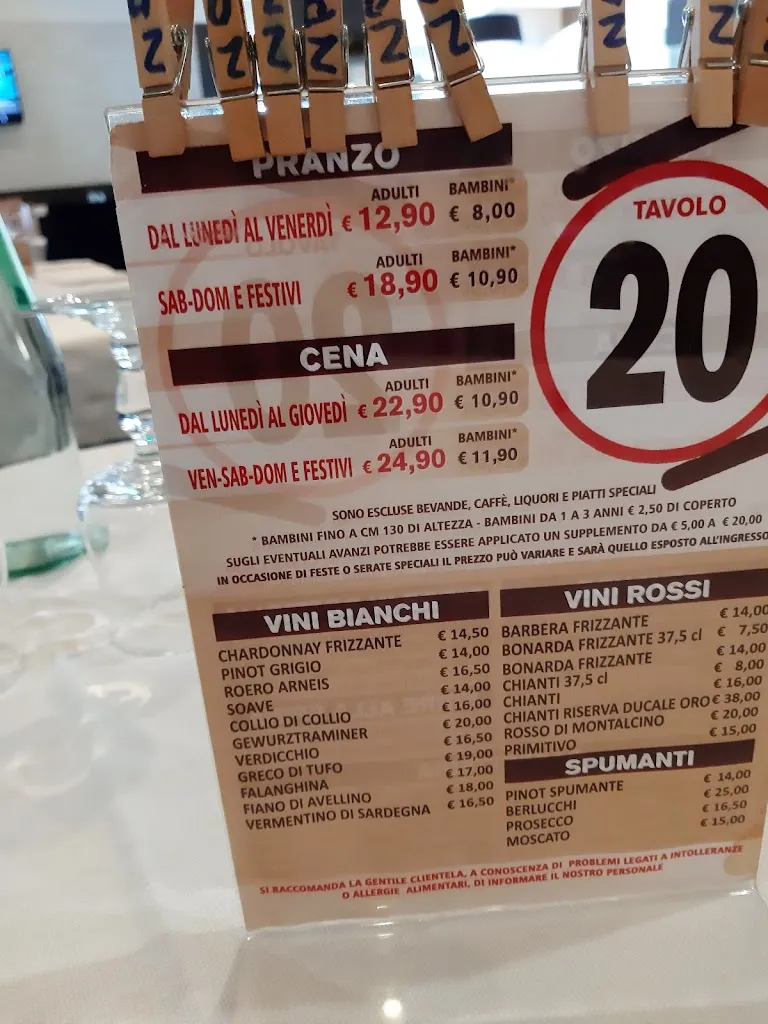 2
2
2
2
2
2
2
2
PRANZO
ADULTI BAMBINI*
DAL LUNEDÌ AL VENERDÌ € 12,90 € 8,00
ADULTI BAMBINI*
SAB-DOM E FESTIVI € 18,90 € 10,90
TAVOLO
20
CENA
ADULTI BAMBINI*
DAL LUNEDÌ AL GIOVEDÌ € 22,90 € 10,90
ADULTI BAMBINI*
VEN-SAB-DOM E FESTIVI € 24,90 € 11,90
SONO ESCLUSE BEVANDE, CAFFÈ, LIQUORI E PIATTI SPECIALI
* BAMBINI FINO A CM 130 DI ALTEZZA - BAMBINI DA 1 A 3 ANNI € 2,50 DI COPERTO
SUGLI EVENTUALI AVANZI POTREBBE ESSERE APPLICATO UN SUPPLEMENTO DA € 5,00 A € 20,00
IN OCCASIONE DI FESTE O SERATE SPECIALI IL PREZZO PUÒ VARIARE E SARÀ QUELLO ESPOSTO ALL'INGRESSO
VINI BIANCHI
CHARDONNAY FRIZZANTE € 14,50
PINOT GRIGIO € 14,00
ROERO ARNEIS € 16,50
SOAVE € 14,00
COLLIO DI COLLIO € 16,00
GEWURZTRAMINER € 20,00
VERDICCHIO € 16,50
GRECO DI TUFO € 19,00
FALANGHINA € 17,00
FIANO DI AVELLINO € 18,00
VERMENTINO DI SARDEGNA € 16,50
VINI ROSSI
BARBERA FRIZZANTE € 14,00
BONARDA FRIZZANTE 37,5 cl € 7,50
BONARDA FRIZZANTE € 14,00
CHIANTI 37,5 cl € 8,00
CHIANTI € 16,00
CHIANTI RISERVA DUCALE ORO € 38,00
ROSSO DI MONTALCINO € 20,00
PRIMITIVO € 15,00
SPUMANTI
PINOT SPUMANTE € 14,00
BERLUCCHI € 25,00
PROSECCO € 16,50
MOSCATO € 15,00
SI RACCOMANDA LA GENTILE CLIENTELA, A CONOSCENZA DI PROBLEMI LEGATI A INTOLLERANZE
O ALLERGIE ALIMENTARI, DI INFORMARE IL NOSTRO PERSONALE